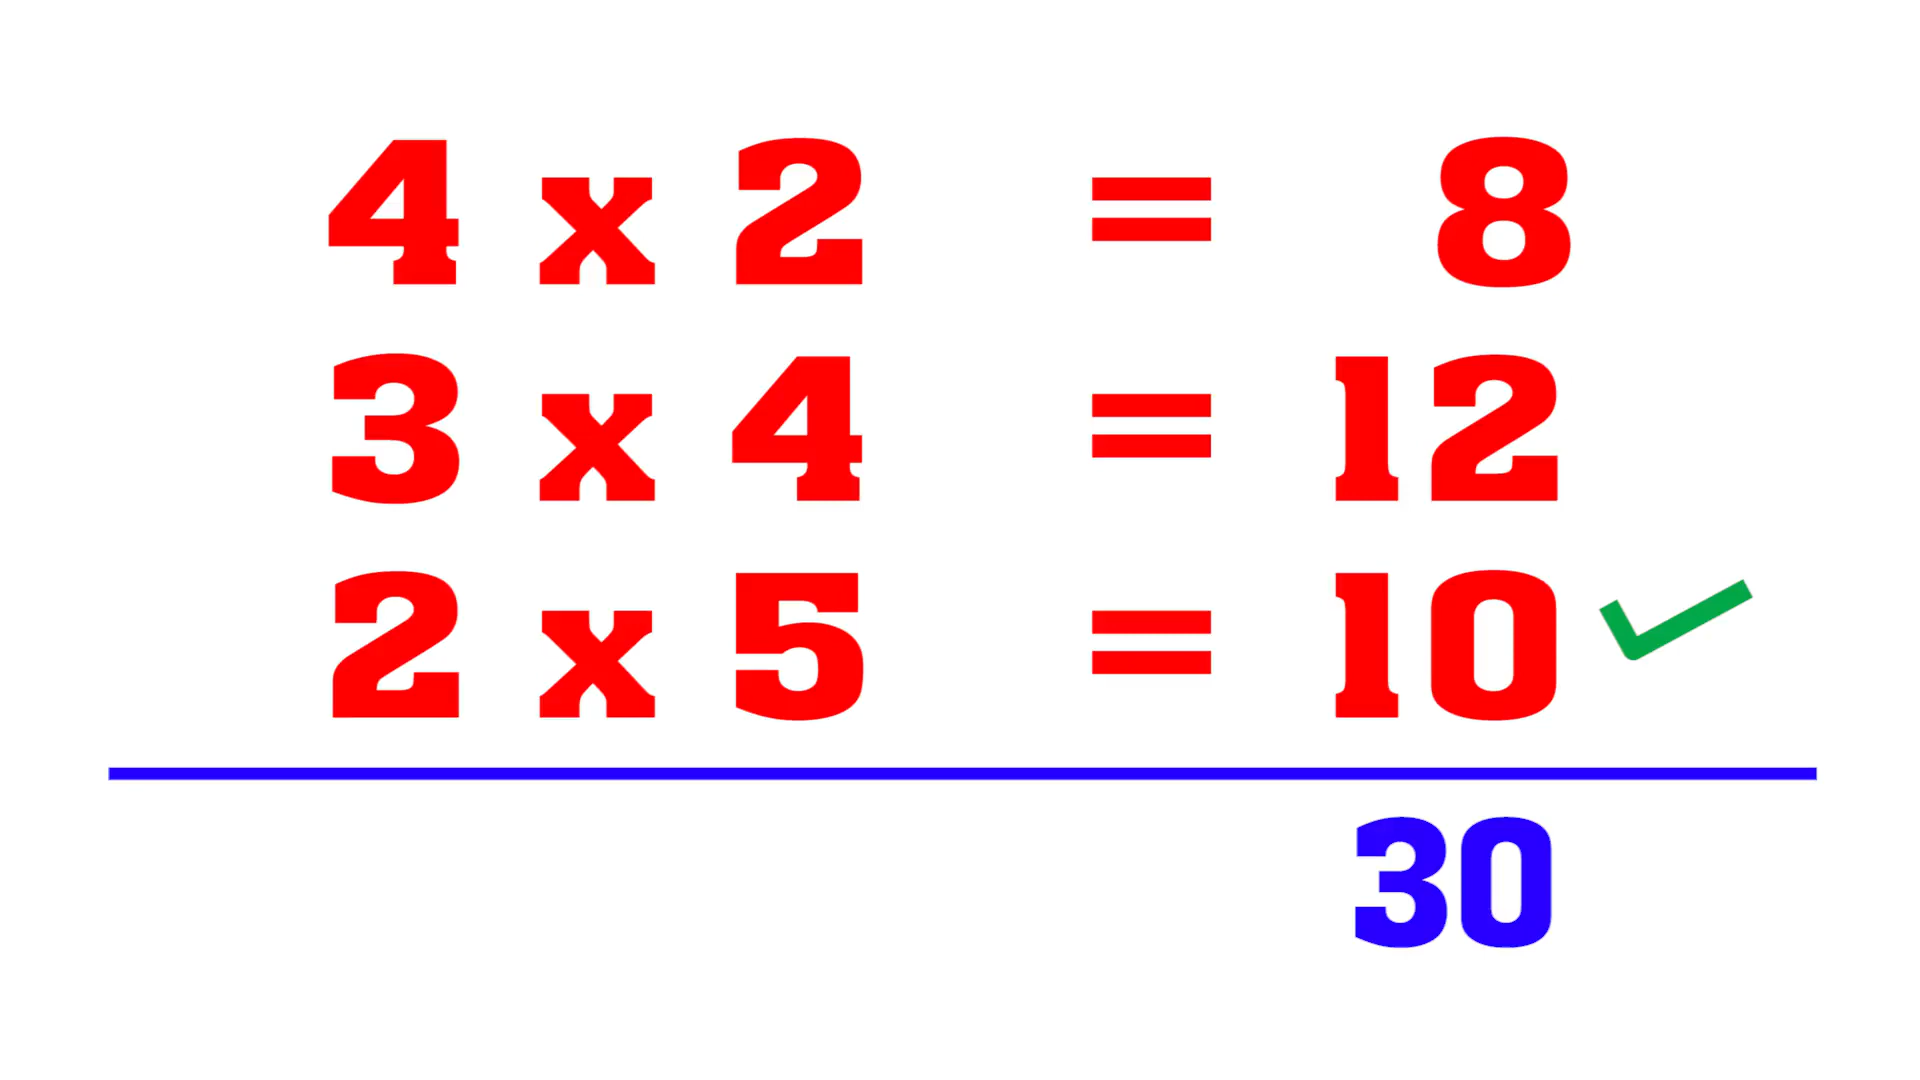 4 x 2 = 8
3 x 4 = 12
2 x 5 = 10 ✓
30